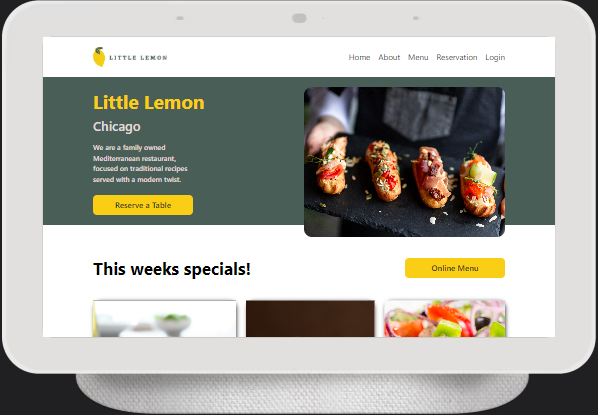 LITTLE LEMON
Home About Menu Reservation Login
Little Lemon
Chicago
We are a family owned
Mediterranean restaurant,
focused on traditional recipes
served with a modern twist.
Reserve a Table
This weeks specials!
Online Menu